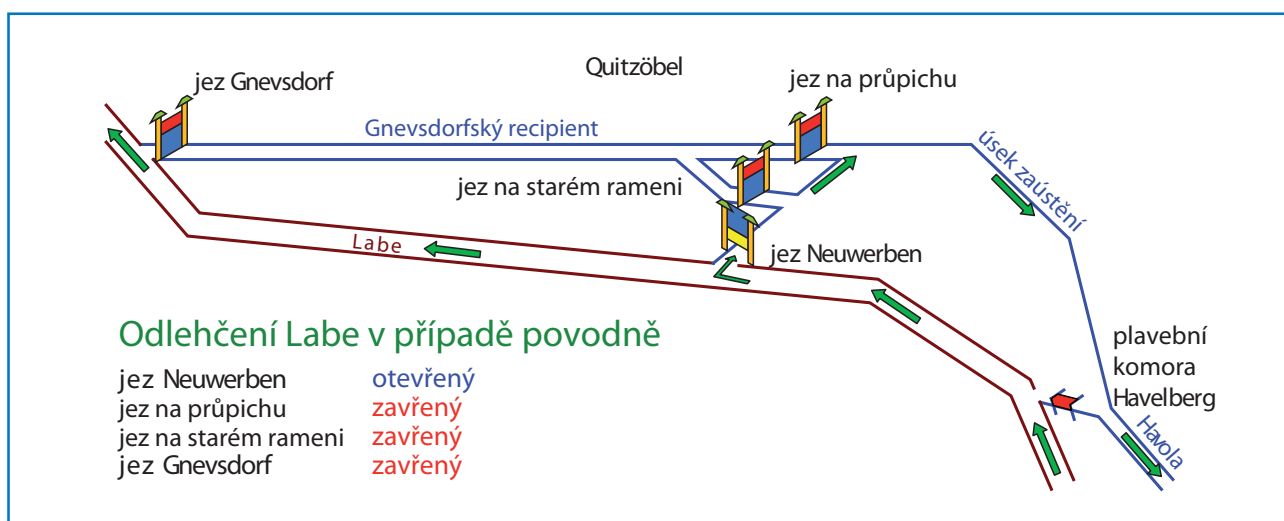 Quitzöbel
jez Gnevsdorf
jez na průpichu
Gnevsdorfský recipient
úsek zaústění
jez na starém rameni
Labe
jez Neuwerben
Odlehčení Labe v případě povodně
jez Neuwerben otevřený
jez na průpichu zavřený
jez na starém rameni zavřený
jez Gnevsdorf zavřený
plavební
komora
Havelberg
Havola